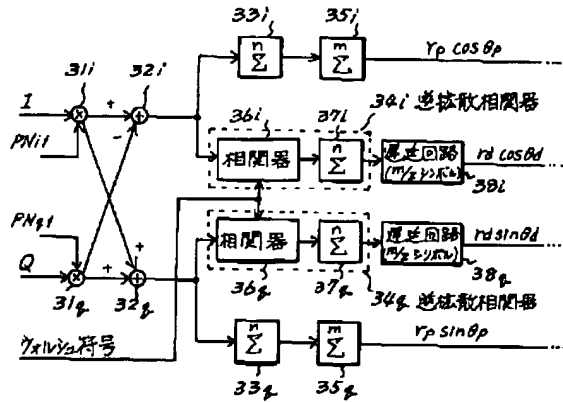 33i 35i
n Σ m Σ rp cosθp
31i 32i
I + + −
PNit
34i 逆拡散相関器
36i 37i
相関器 n Σ 遅延回路 (m/2シンボル) rd cosθd
38i
PNqt
相関器 n Σ 遅延回路 (m/2シンボル) rd sinθd
36q 37q 38q
34q 逆拡散相関器
Q + + +
31q 32q
ウォルシュ符号
n Σ m Σ rp sinθp
33q 35q